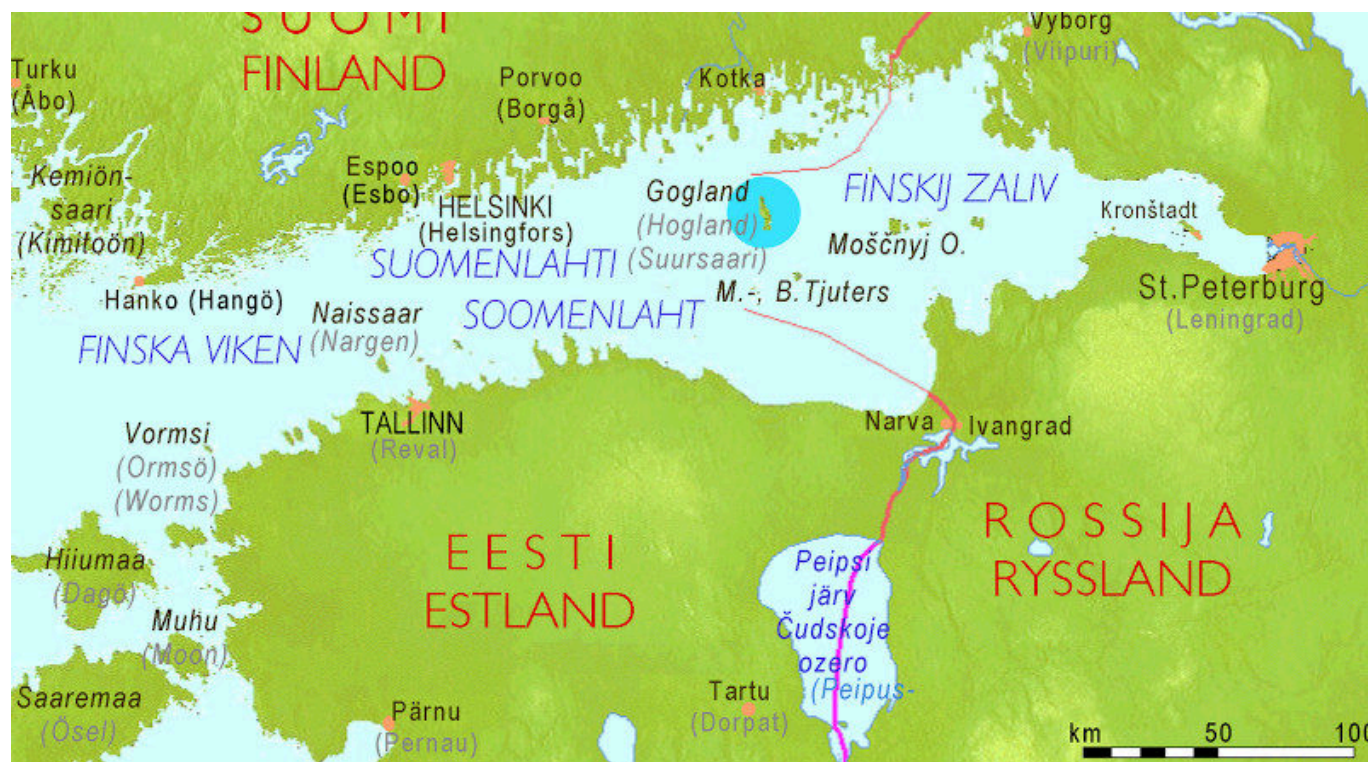 SUOMI
FINLAND
Vyborg
(Viipuri)
Turku
(Åbo)
Porvoo
(Borgå)
Kotka
Kemiön-
saari
(Kimitoön)
Espoo
(Esbo)
HELSINKI
(Helsingfors)
Gogland
(Hogland)
(Suursaari)
FINSKIJ ZALIV
Kronštadt
Moščnyj O.
SUOMENLAHTI
Hanko (Hangö)
M.-, B.Tjuters
St.Peterburg
(Leningrad)
Naissaar
(Nargen)
SOOMENLAHT
FINSKA VIKEN
TALLINN
(Reval)
Narva
Ivangrad
Vormsi
(Ormsö)
(Worms)
EESTI
ESTLAND
ROSSIJA
RYSSLAND
Hiiumaa
(Dagö)
Peipsi
järv
Čudskoje
ozero
(Peipus-
Muhu
(Moön)
Saaremaa
(Ösel)
Pärnu
(Pernau)
Tartu
(Dorpat)
km 50 100